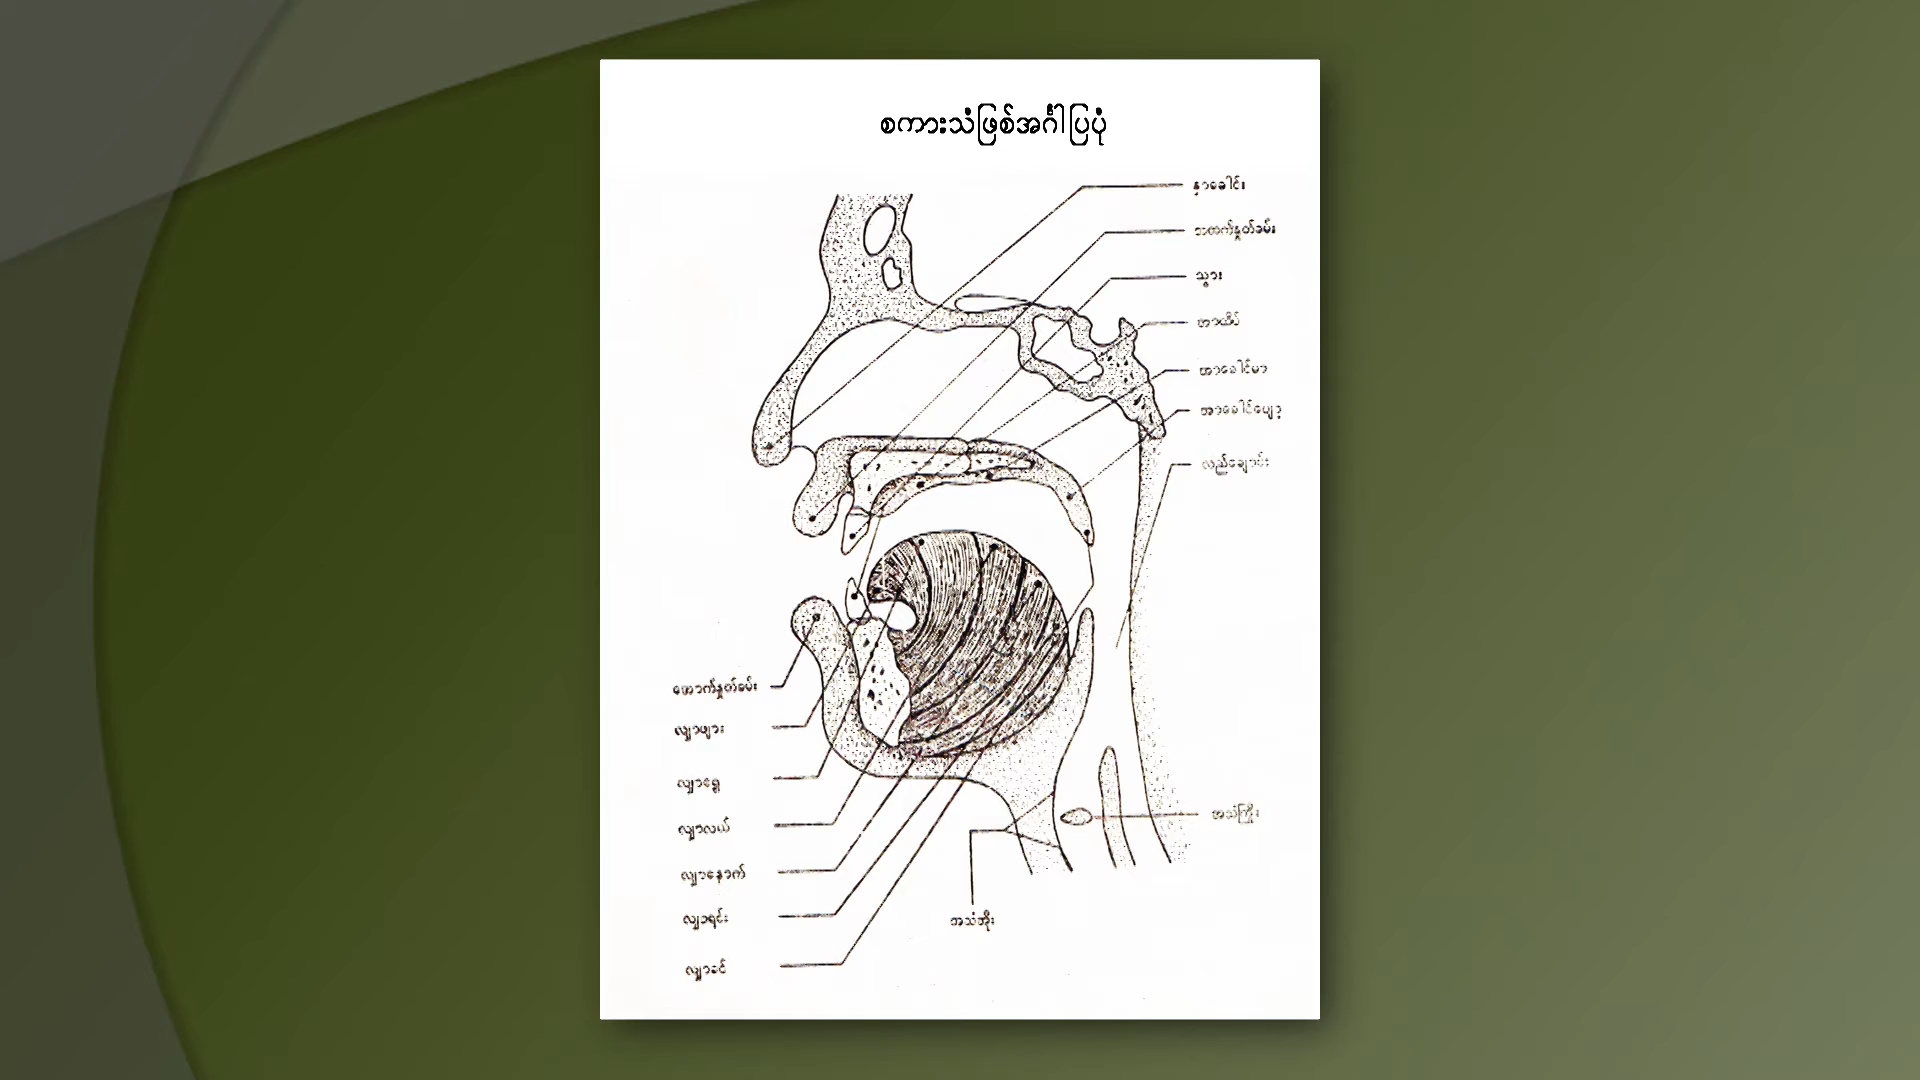 စကားသံဖြစ်အင်္ဂါပြပုံ
နှာခေါင်း
အထက်နှုတ်ခမ်း
သွား
အာထိပ်
အာခေါင်မာ
အာခေါင်ပျော့
လည်ချောင်း
အောက်နှုတ်ခမ်း
လျှာဖျား
လျှာရှေ့
လျှာလယ်
လျှာနောက်
လျှာရင်း
လျှာခင်
အသံကြိုး
အသံအိုး